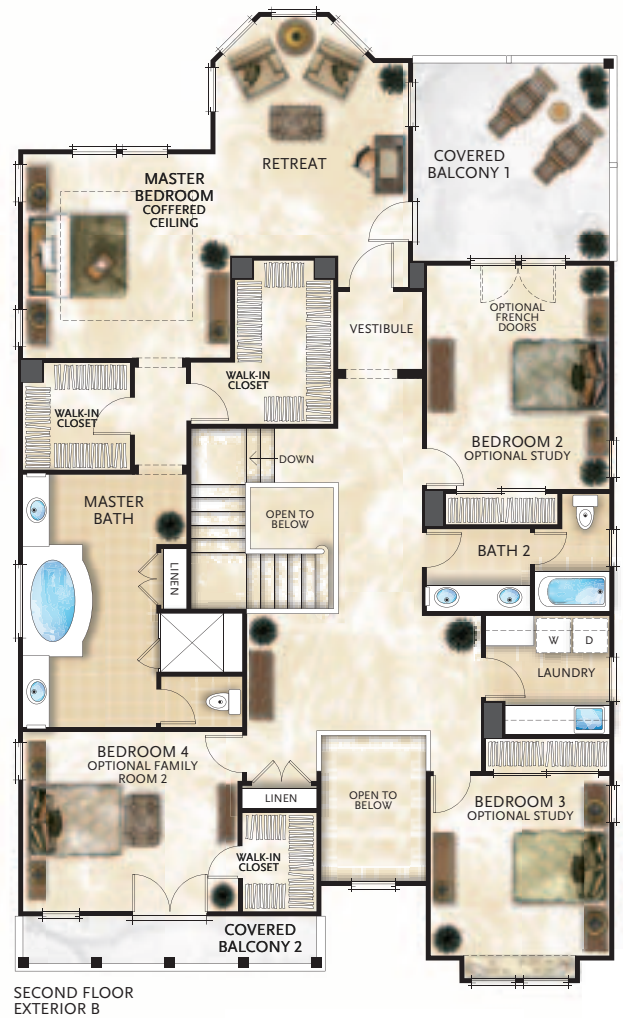 RETREAT
COVERED
BALCONY 1
MASTER
BEDROOM
COFFERED
CEILING
OPTIONAL
FRENCH
DOORS
VESTIBULE
WALK-IN
CLOSET
WALK-IN
CLOSET
BEDROOM 2
OPTIONAL STUDY
DOWN
MASTER
BATH
OPEN TO
BELOW
BATH 2
LINEN
W
D
LAUNDRY
BEDROOM 4
OPTIONAL FAMILY
ROOM 2
LINEN
OPEN TO
BELOW
BEDROOM 3
OPTIONAL STUDY
WALK-IN
CLOSET
COVERED
BALCONY 2
SECOND FLOOR
EXTERIOR B